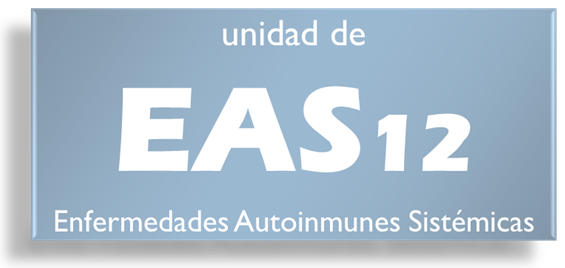 unidad de
EAS12
Enfermedades Autoinmunes Sistémicas